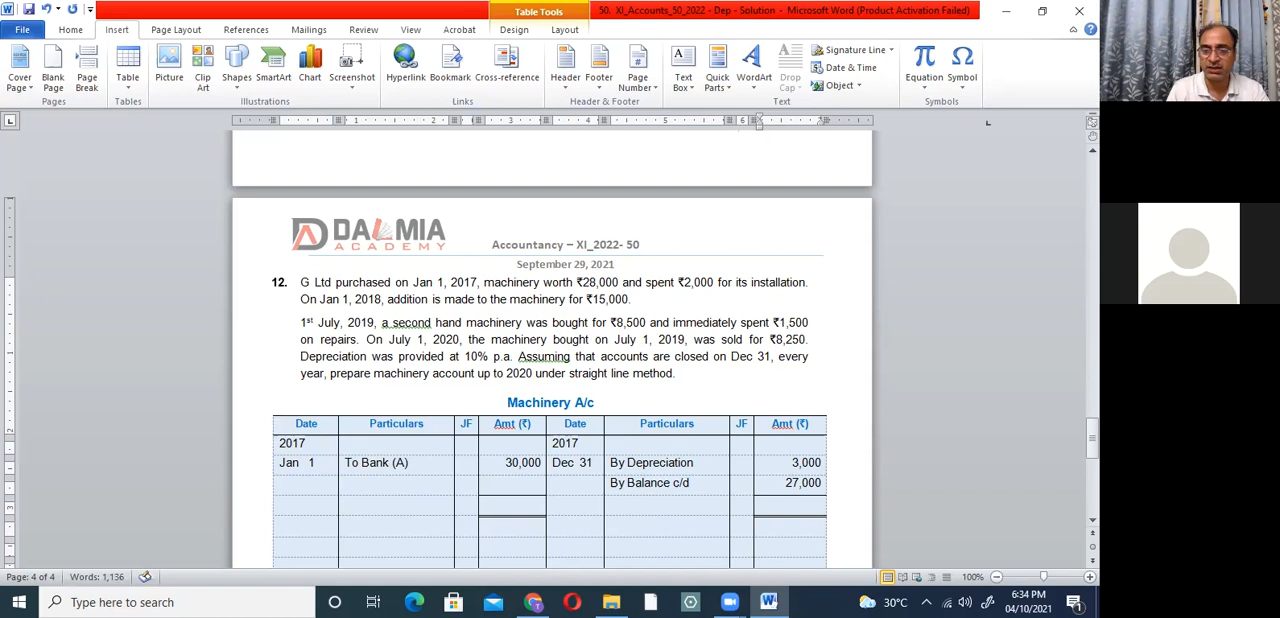 Table Tools
50. XI_Accounts_50_2022 - Dep - Solution - Microsoft Word (Product Activation Failed)
File Home Insert Page Layout References Mailings Review View Acrobat Design Layout
Cover Page Blank Page Page Break Table Picture Clip Art Shapes SmartArt Chart Screenshot Hyperlink Bookmark Cross-reference Header Footer Page Number Text Box Quick Parts WordArt Drop Cap Signature Line Date & Time Object Equation Symbol
Pages Tables Illustrations Links Header & Footer Text Symbols
1 2 3 4 5 6
DALMIA
ACADEMY
Accountancy – XI_2022- 50
September 29, 2021
12. G Ltd purchased on Jan 1, 2017, machinery worth ₹28,000 and spent ₹2,000 for its installation.
On Jan 1, 2018, addition is made to the machinery for ₹15,000.
1st July, 2019, a second hand machinery was bought for ₹8,500 and immediately spent ₹1,500
on repairs. On July 1, 2020, the machinery bought on July 1, 2019, was sold for ₹8,250.
Depreciation was provided at 10% p.a. Assuming that accounts are closed on Dec 31, every
year, prepare machinery account up to 2020 under straight line method.
Machinery A/c
Date Particulars JF Amt (₹) Date Particulars JF Amt (₹)
2017 2017
Jan 1 To Bank (A) 30,000 Dec 31 By Depreciation 3,000
By Balance c/d 27,000
Page: 4 of 4 Words: 1,136 100%
Type here to search 30°C 6:34 PM
04/10/2021